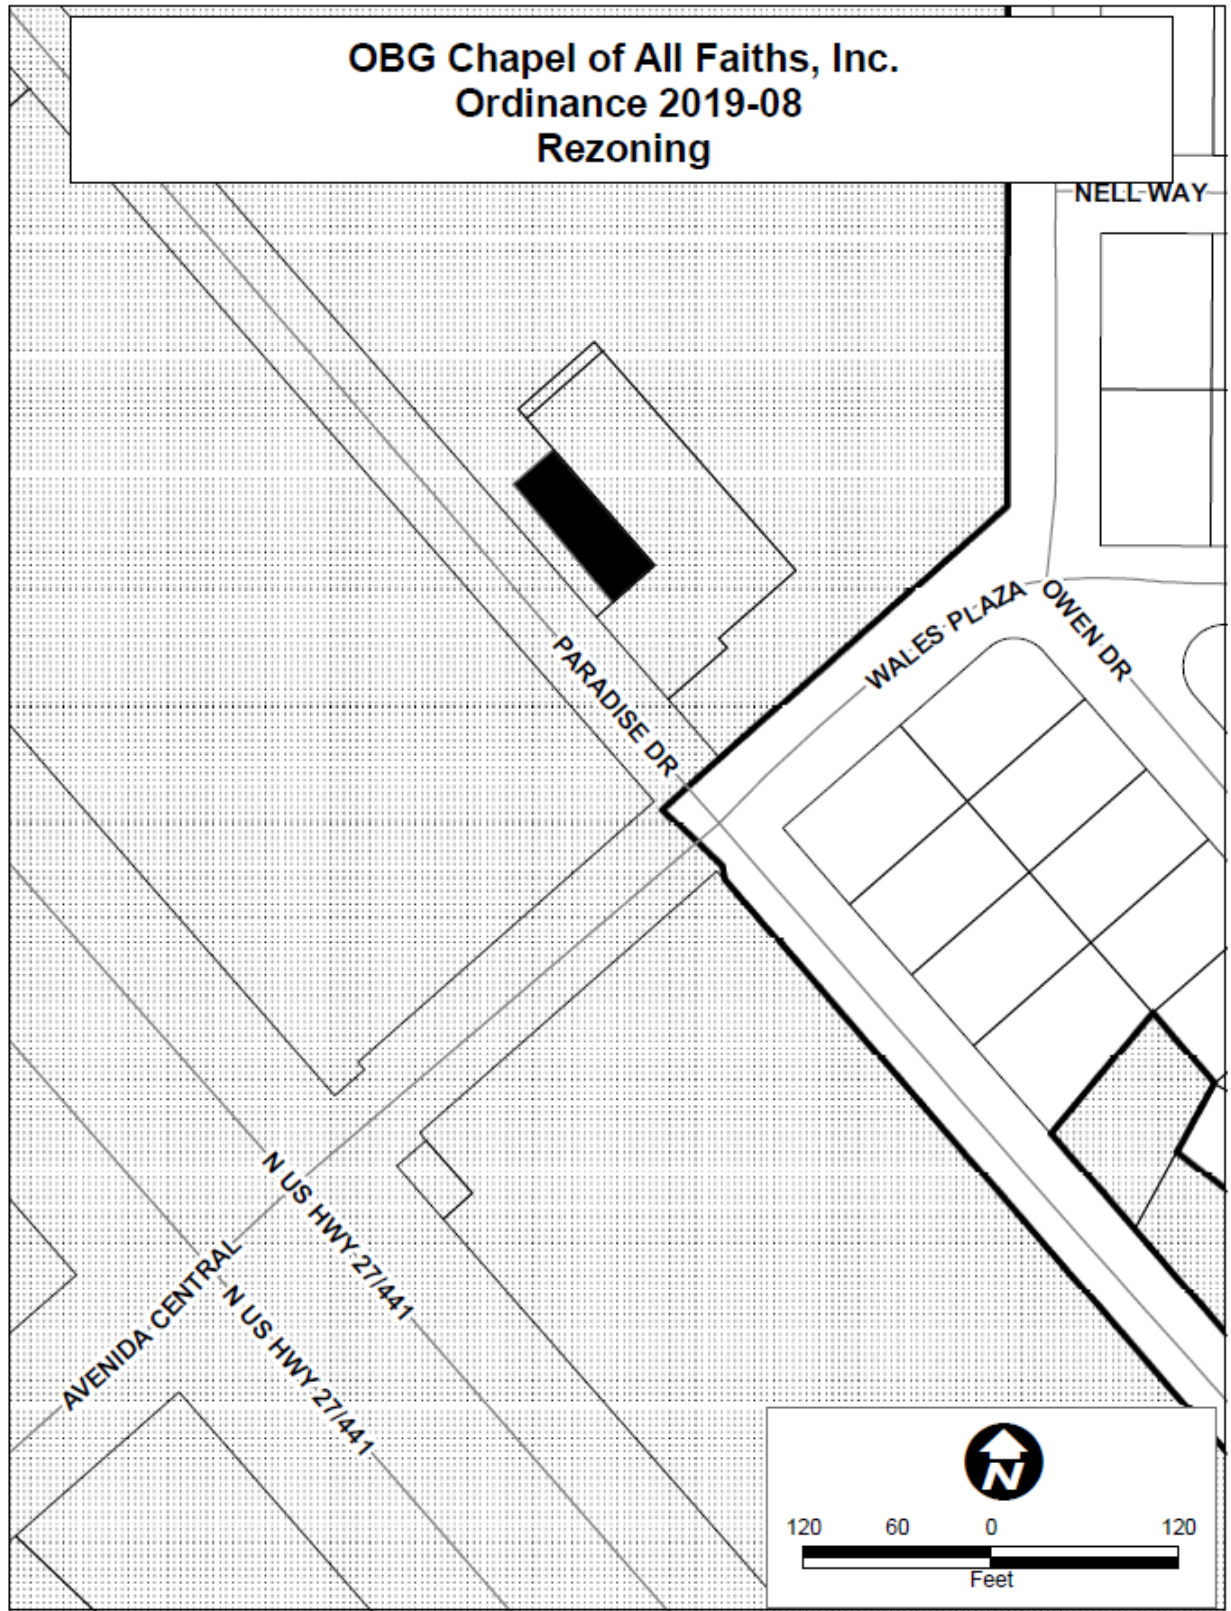 OBG Chapel of All Faiths, Inc.
Ordinance 2019-08
Rezoning
NELL WAY
WALES PLAZA
OWEN DR
PARADISE DR
N US HWY 27/441
AVENIDA CENTRAL
N US HWY 27/441
N
120 60 0 120
Feet